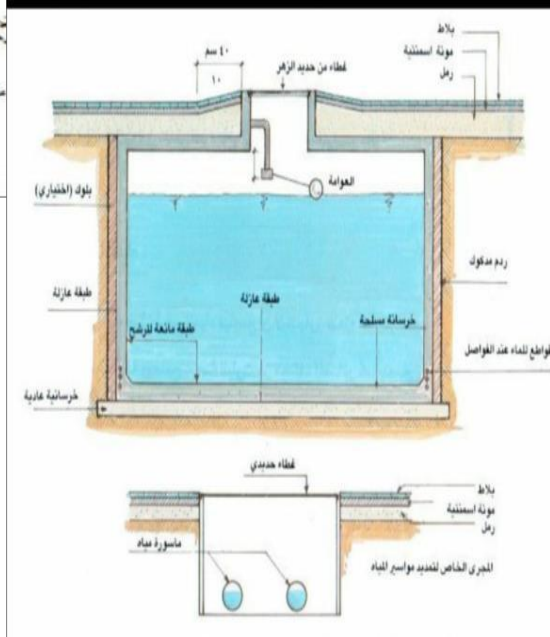 بلاط
مونة اسمنتية
رمل
٤٠ سم
١٠
غطاء من حديد الزهر
العوامة
بلوك (اختياري)
ردم مدكوك
طبقة عازلة
طبقة عازلة
طبقة مانعة للرشح
خرسانة مسلحة
قواطع للماء عند الفواصل
خرسانية عادية
غطاء حديدي
بلاط
مونة اسمنتية
رمل
ماسورة مياه
المجرى الخاص لتمديد مواسير المياه